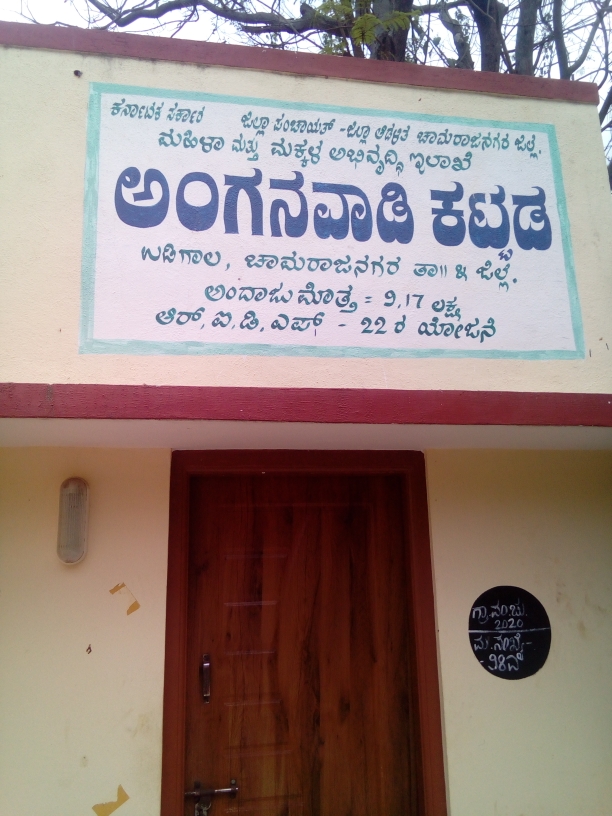 ಕರ್ನಾಟಕ ಸರ್ಕಾರ ಜಿಲ್ಲಾ ಪಂಚಾಯತ್ - ಜಿಲ್ಲಾ ಆಡಳಿತ ಚಾಮರಾಜನಗರ ಜಿಲ್ಲೆ.
ಮಹಿಳಾ ಮತ್ತು ಮಕ್ಕಳ ಅಭಿವೃದ್ಧಿ ಇಲಾಖೆ
ಅಂಗನವಾಡಿ ಕಟ್ಟಡ
ಬಡಿಗಾಲ, ಚಾಮರಾಜನಗರ ತಾ॥ & ಜಿಲ್ಲೆ.
ಅಂದಾಜು ಮೊತ್ತ = 9.17 ಲಕ್ಷ
ಆರ್.ಐ.ಡಿ.ಎಫ್ - 22 ರ ಯೋಜನೆ
ಗ್ರಾ.ಪಂ.ಚು.
2020
ಮ.ಸಂಖ್ಯೆ-